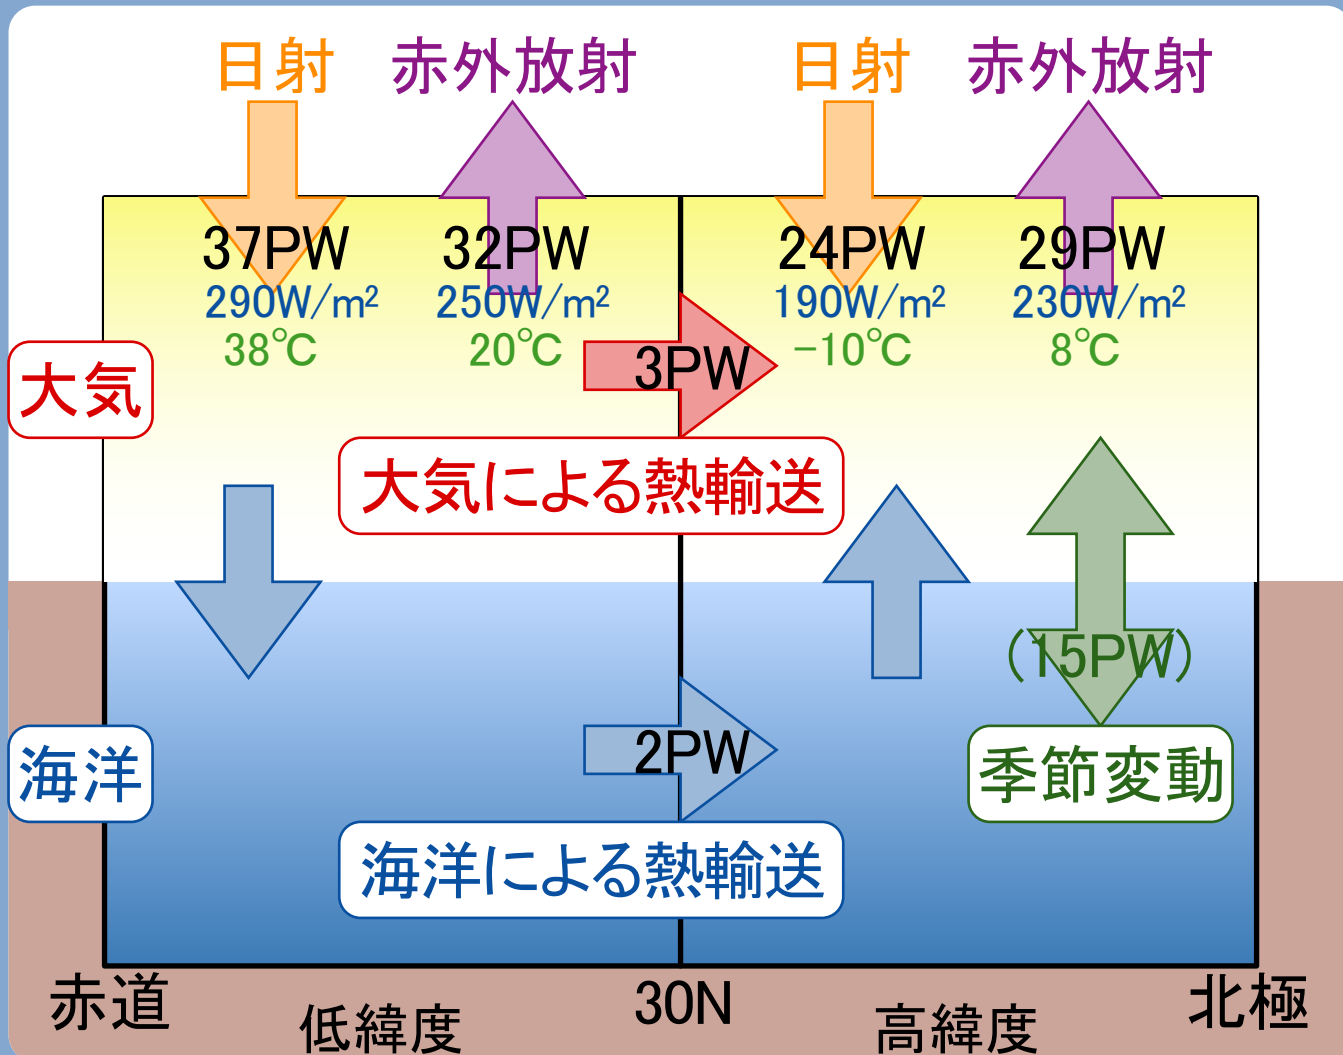 日射 赤外放射 日射 赤外放射
37PW 32PW 24PW 29PW
290W/m² 250W/m² 190W/m² 230W/m²
38℃ 20℃ -10℃ 8℃
3PW
大気
大気による熱輸送
(15PW)
2PW
海洋
季節変動
海洋による熱輸送
赤道 30N 北極
低緯度 高緯度